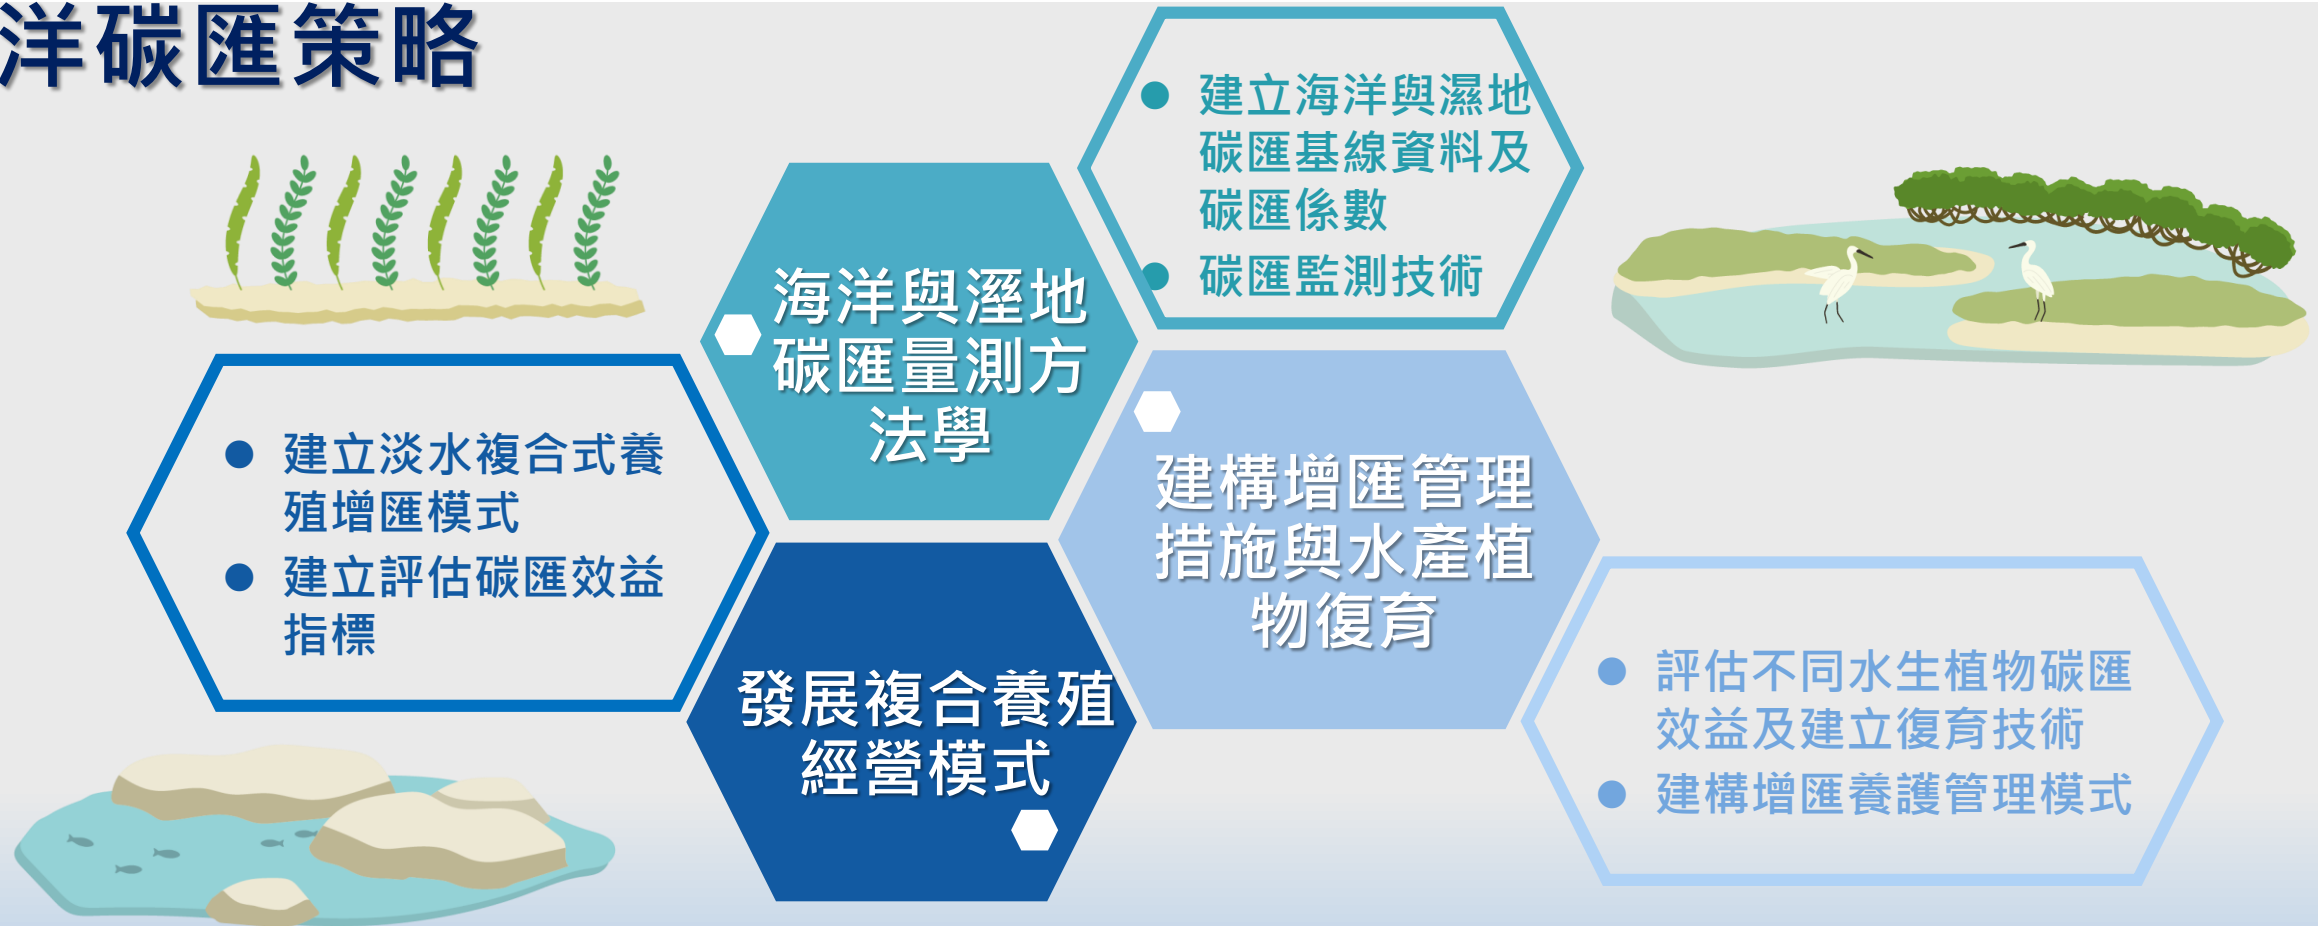 洋碳匯策略
建立海洋與濕地
碳匯基線資料及
碳匯係數
碳匯監測技術
海洋與溼地
碳匯量測方
法學
建立淡水複合式養
殖增匯模式
建立評估碳匯效益
指標
建構增匯管理
措施與水產植
物復育
發展複合養殖
經營模式
評估不同水生植物碳匯
效益及建立復育技術
建構增匯養護管理模式